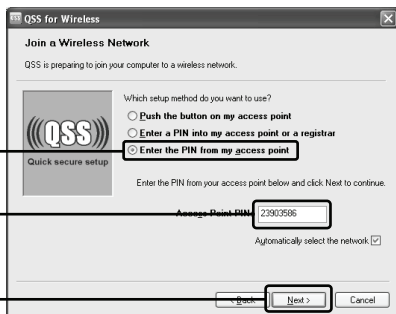 QSS for Wireless
Join a Wireless Network
QSS is preparing to join your computer to a wireless network.
Which setup method do you want to use?
Push the button on my access point
Enter a PIN into my access point or a registrar
Enter the PIN from my access point
((QSS))
Quick secure setup
Enter the PIN from your access point below and click Next to continue.
Access Point PIN: 23903586
Automatically select the network
< Back Next > Cancel